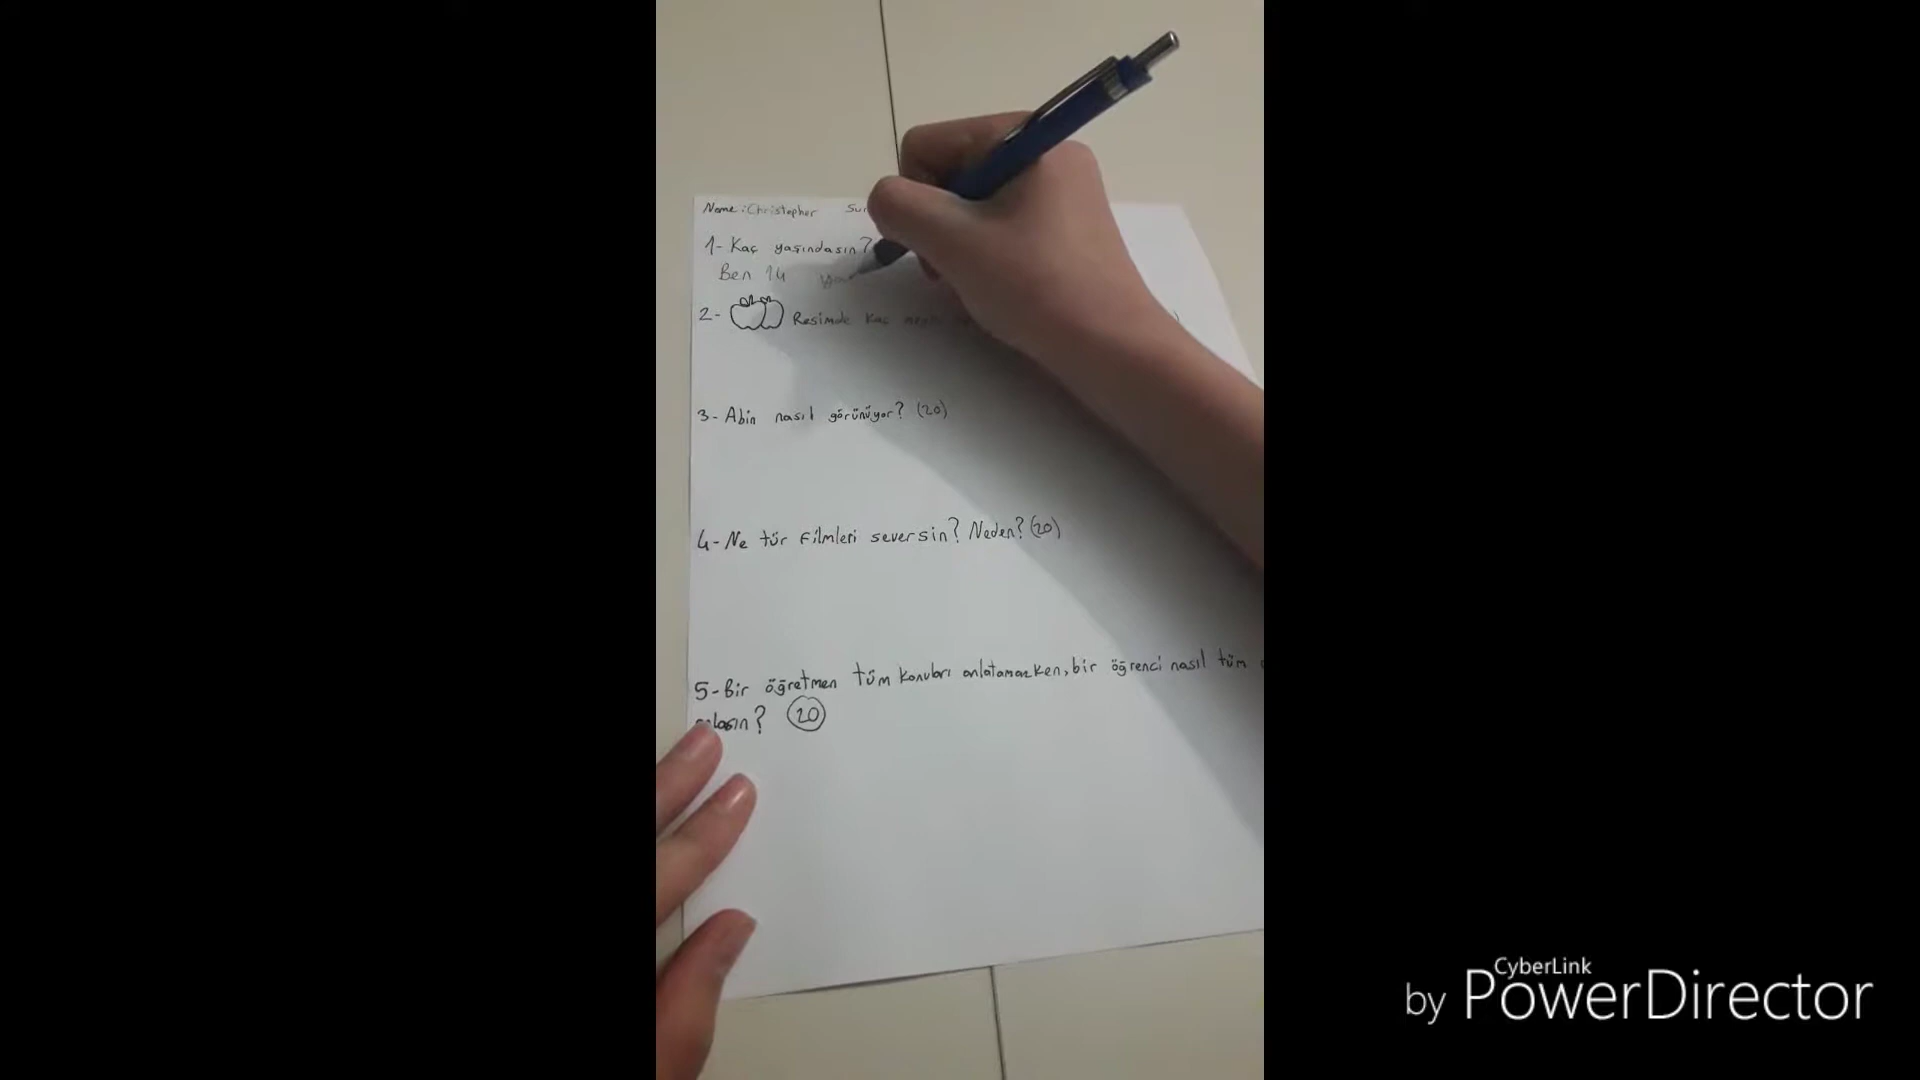 Name: Christopher Sur
1- Kaç yaşındasın?
Ben 14
2- Resimde Kaç
3- Abin nasıl görünüyor? (20)
4- Ne tür Filmleri seversin? Neden? (20)
5- Bir öğretmen tüm konuları anlatamazken, bir öğrenci nasıl tüm
20
CyberLink
by PowerDirector